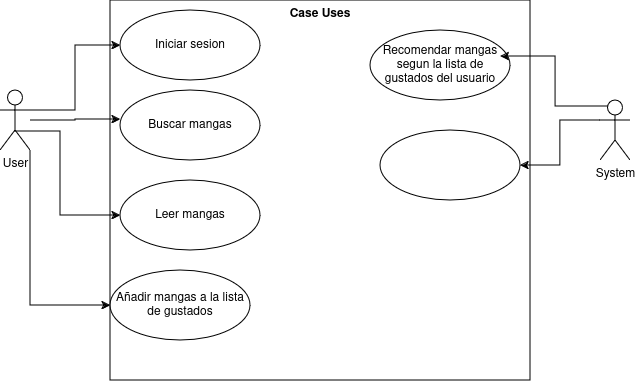 Case Uses
Iniciar sesion
Recomendar mangas
segun la lista de
gustados del usuario
Buscar mangas
User
System
Leer mangas
Añadir mangas a la lista
de gustados